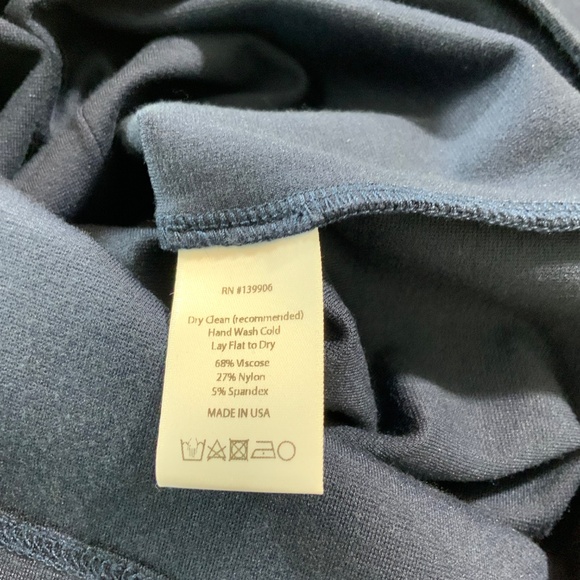 RN #139906
Dry Clean (recommended)
Hand Wash Cold
Lay Flat to Dry
68% Viscose
27% Nylon
5% Spandex
MADE IN USA